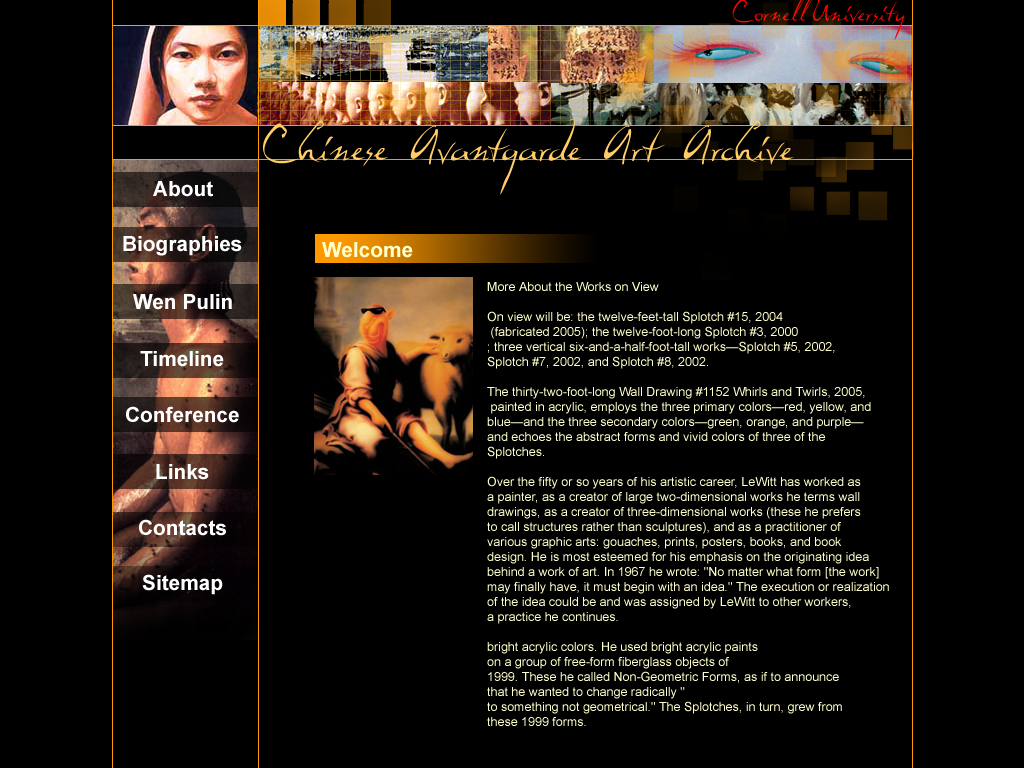 Cornell University
Chinese Avantgarde Art Archive
About
Biographies
Wen Pulin
Timeline
Conference
Links
Contacts
Sitemap
Welcome
More About the Works on View
On view will be: the twelve-feet-tall Splotch #15, 2004
(fabricated 2005); the twelve-foot-long Splotch #3, 2000
; three vertical six-and-a-half-foot-tall works—Splotch #5, 2002,
Splotch #7, 2002, and Splotch #8, 2002.
The thirty-two-foot-long Wall Drawing #1152 Whirls and Twirls, 2005,
painted in acrylic, employs the three primary colors—red, yellow, and
blue—and the three secondary colors—green, orange, and purple—
and echoes the abstract forms and vivid colors of three of the
Splotches.
Over the fifty or so years of his artistic career, LeWitt has worked as
a painter, as a creator of large two-dimensional works he terms wall
drawings, as a creator of three-dimensional works (these he prefers
to call structures rather than sculptures), and as a practitioner of
various graphic arts: gouaches, prints, posters, books, and book
design. He is most esteemed for his emphasis on the originating idea
behind a work of art. In 1967 he wrote: "No matter what form [the work]
may finally have, it must begin with an idea." The execution or realization
of the idea could be and was assigned by LeWitt to other workers,
a practice he continues.
bright acrylic colors. He used bright acrylic paints
on a group of free-form fiberglass objects of
1999. These he called Non-Geometric Forms, as if to announce
that he wanted to change radically "
to something not geometrical." The Splotches, in turn, grew from
these 1999 forms.